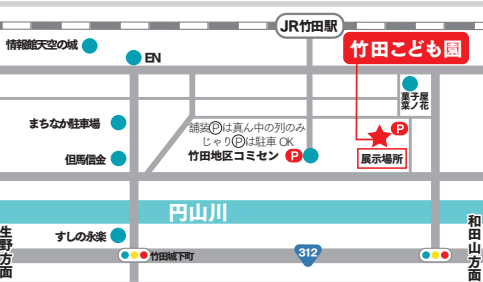 JR竹田駅
情報館天空の城
EN
竹田こども園
菓子屋
菜ノ花
まちなか駐車場
舗装Ⓟは真ん中の列のみ
じゃりⓅは駐車OK
竹田地区コミセン
P
P
展示場所
但馬信金
円山川
生野方面
すしの永楽
竹田城下町
312
和田山方面